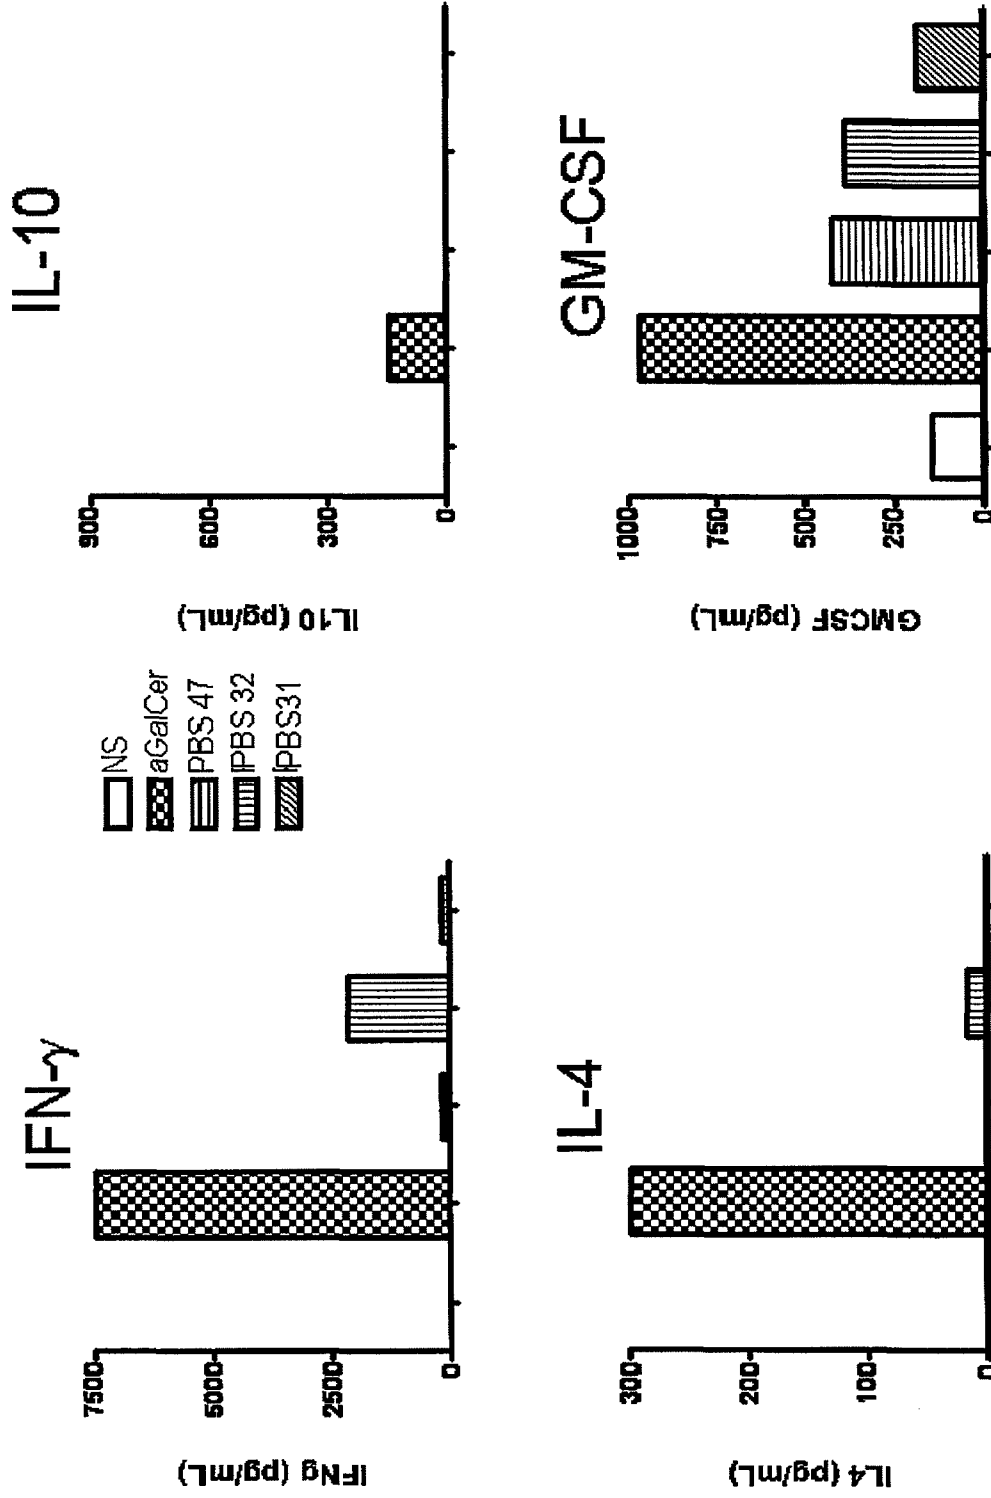 IFN-γ
7500
5000
2500
0
IFNg (pg/mL)
NS
aGalCer
PBS 47
PBS 32
PBS31
IL-10
900
600
300
0
IL10 (pg/mL)
IL-4
300
200
100
0
IL4 (pg/mL)
GM-CSF
1000
750
500
250
0
GMCSF (pg/mL)